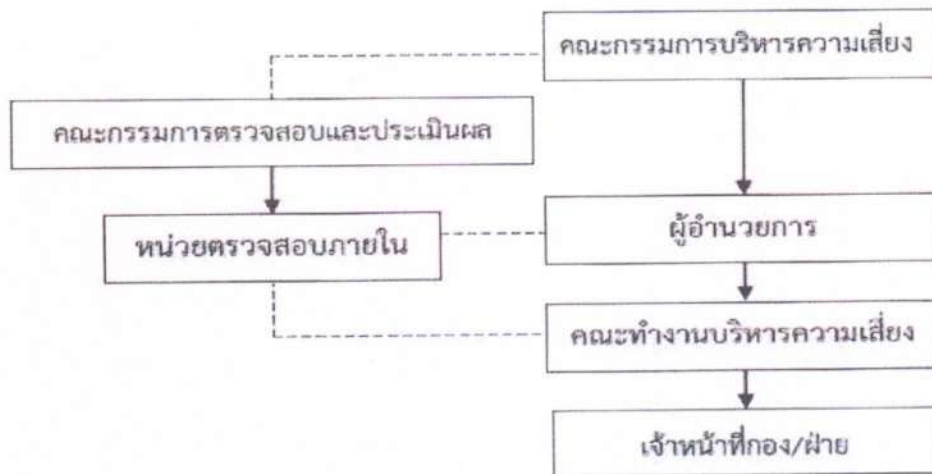 คณะกรรมการบริหารความเสี่ยง
คณะกรรมการตรวจสอบและประเมินผล
หน่วยตรวจสอบภายใน
ผู้อำนวยการ
คณะทำงานบริหารความเสี่ยง
เจ้าหน้าที่กอง/ฝ่าย